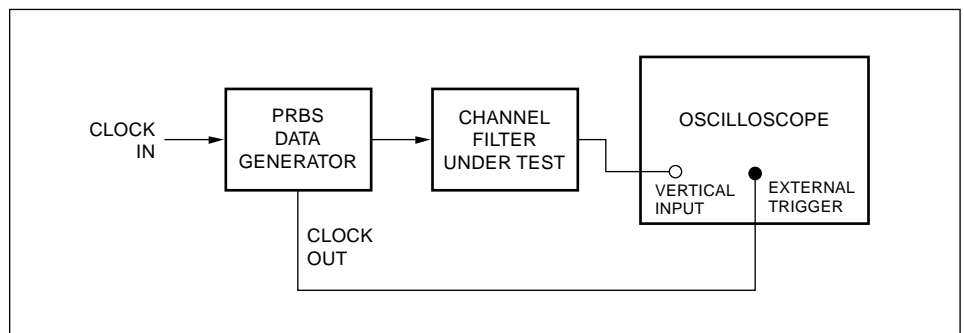 CLOCK
IN
PRBS
DATA
GENERATOR
CHANNEL
FILTER
UNDER TEST
OSCILLOSCOPE
VERTICAL
INPUT
EXTERNAL
TRIGGER
CLOCK
OUT